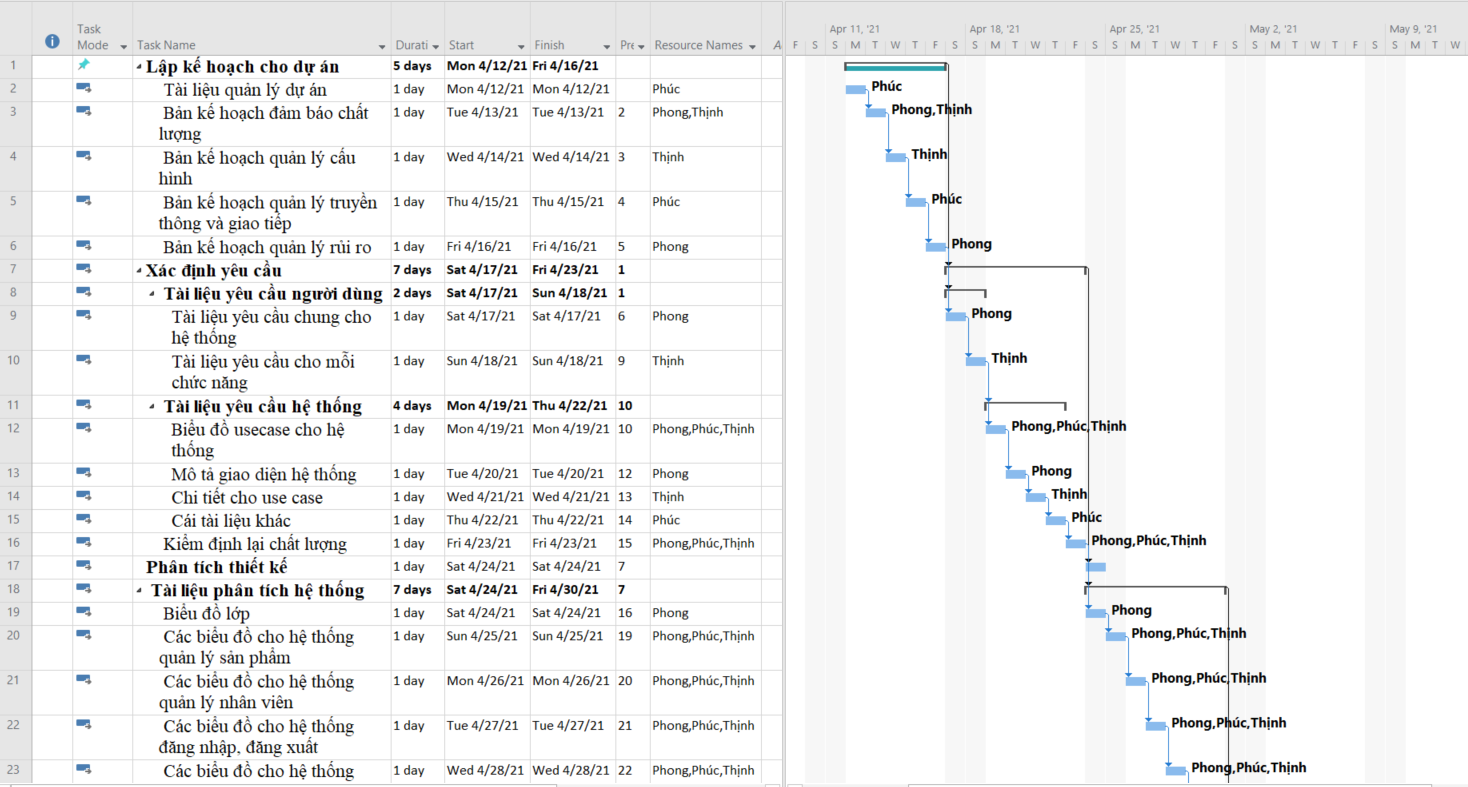 Task
Mode Task Name Durati Start Finish Pre Resource Names A
Apr 11, '21 Apr 18, '21 Apr 25, '21 May 2, '21 May 9, '21
F S S M T W T F S S M T W T F S S M T W T F S S M T W T F S S M T W
1 Lập kế hoạch cho dự án 5 days Mon 4/12/21 Fri 4/16/21
2 Tài liệu quản lý dự án 1 day Mon 4/12/21 Mon 4/12/21 Phúc Phúc
3 Bản kế hoạch đảm báo chất 1 day Tue 4/13/21 Tue 4/13/21 2 Phong,Thịnh Phong,Thịnh
lượng
4 Bản kế hoạch quản lý cấu 1 day Wed 4/14/21 Wed 4/14/21 3 Thịnh Thịnh
hình
5 Bản kế hoạch quản lý truyền 1 day Thu 4/15/21 Thu 4/15/21 4 Phúc Phúc
thông và giao tiếp
6 Bản kế hoạch quản lý rủi ro 1 day Fri 4/16/21 Fri 4/16/21 5 Phong Phong
7 Xác định yêu cầu 7 days Sat 4/17/21 Fri 4/23/21 1
8 Tài liệu yêu cầu người dùng 2 days Sat 4/17/21 Sun 4/18/21 1
9 Tài liệu yêu cầu chung cho 1 day Sat 4/17/21 Sat 4/17/21 6 Phong Phong
hệ thống
10 Tài liệu yêu cầu cho mỗi 1 day Sun 4/18/21 Sun 4/18/21 9 Thịnh Thịnh
chức năng
11 Tài liệu yêu cầu hệ thống 4 days Mon 4/19/21 Thu 4/22/21 10
12 Biểu đồ usecase cho hệ 1 day Mon 4/19/21 Mon 4/19/21 10 Phong,Phúc,Thịnh Phong,Phúc,Thịnh
thống
13 Mô tả giao diện hệ thống 1 day Tue 4/20/21 Tue 4/20/21 12 Phong Phong
14 Chi tiết cho use case 1 day Wed 4/21/21 Wed 4/21/21 13 Thịnh Thịnh
15 Cái tài liệu khác 1 day Thu 4/22/21 Thu 4/22/21 14 Phúc Phúc
16 Kiểm định lại chất lượng 1 day Fri 4/23/21 Fri 4/23/21 15 Phong,Phúc,Thịnh Phong,Phúc,Thịnh
17 Phân tích thiết kế 1 day Sat 4/24/21 Sat 4/24/21 7
18 Tài liệu phân tích hệ thống 7 days Sat 4/24/21 Fri 4/30/21 7
19 Biểu đồ lớp 1 day Sat 4/24/21 Sat 4/24/21 16 Phong Phong
20 Các biểu đồ cho hệ thống 1 day Sun 4/25/21 Sun 4/25/21 19 Phong,Phúc,Thịnh Phong,Phúc,Thịnh
quản lý sản phẩm
21 Các biểu đồ cho hệ thống 1 day Mon 4/26/21 Mon 4/26/21 20 Phong,Phúc,Thịnh Phong,Phúc,Thịnh
quản lý nhân viên
22 Các biểu đồ cho hệ thống 1 day Tue 4/27/21 Tue 4/27/21 21 Phong,Phúc,Thịnh Phong,Phúc,Thịnh
đăng nhập, đăng xuất
23 Các biểu đồ cho hệ thống 1 day Wed 4/28/21 Wed 4/28/21 22 Phong,Phúc,Thịnh Phong,Phúc,Thịnh